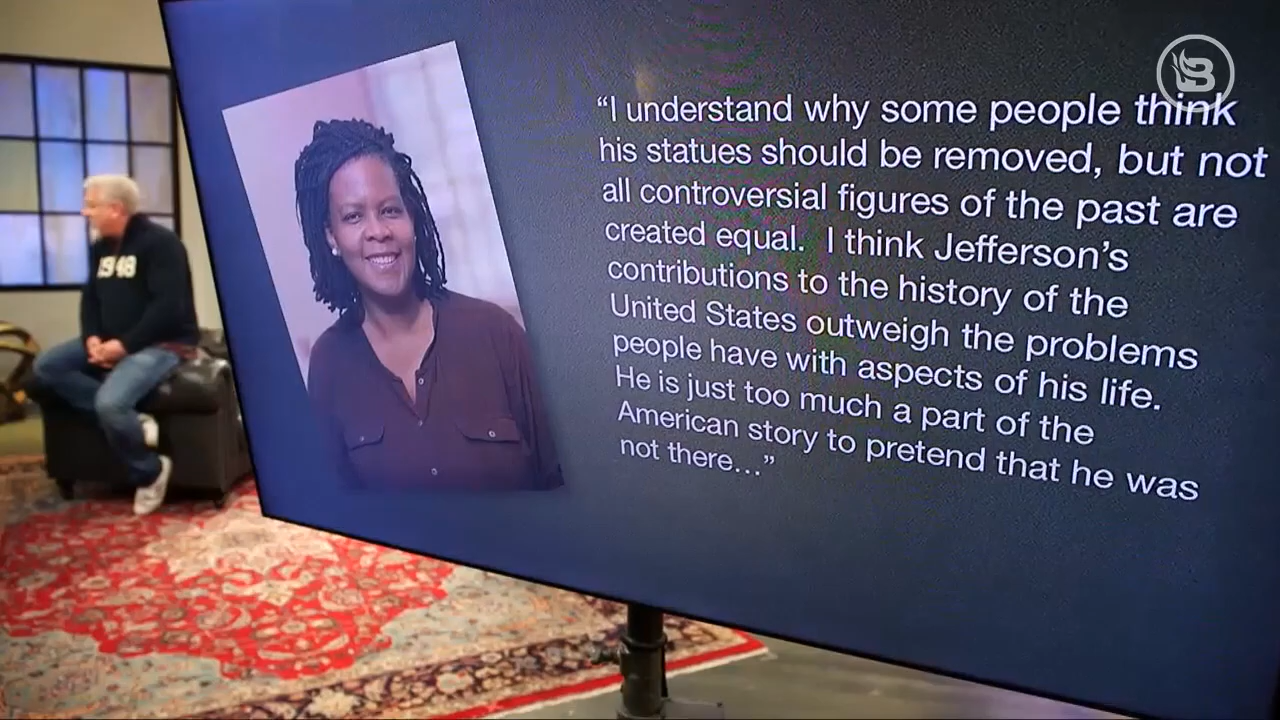 “I understand why some people think
his statues should be removed, but not
all controversial figures of the past are
created equal.  I think Jefferson’s
contributions to the history of the
United States outweigh the problems
people have with aspects of his life.
He is just too much a part of the
American story to pretend that he was
not there…”
1948
B